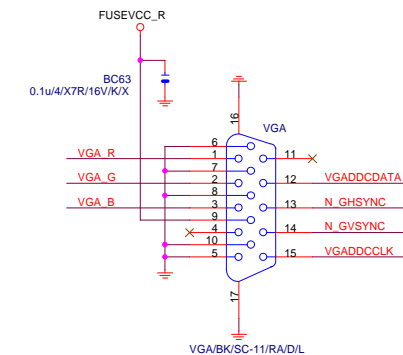 FUSEVCC_R
BC63
0.1u/4/X7R/16V/K/X
16
VGA
6
VGA_R 1 11
7
VGA_G 2 12 VGADDCDATA
8
VGA_B 3 13 N_GHSYNC
9
4 14 N_GVSYNC
10
5 15 VGADDCCLK
17
VGA/BK/SC-11/RA/D/L